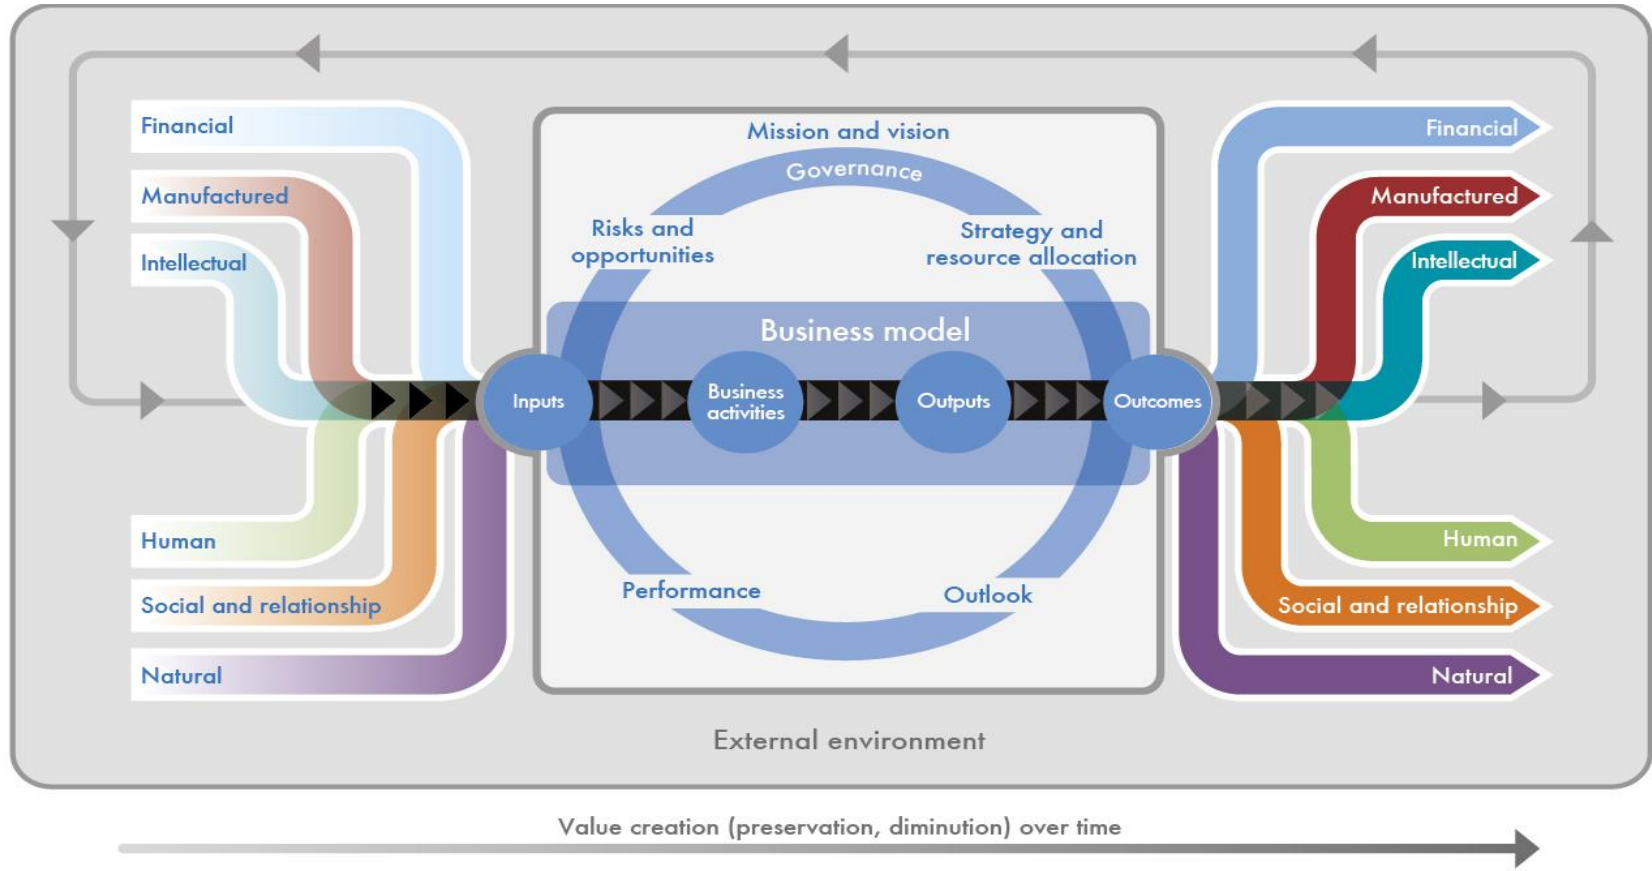 Financial
Manufactured
Intellectual
Human
Social and relationship
Natural
Mission and vision
Governance
Risks and
opportunities
Strategy and
resource allocation
Business model
Inputs
Business
activities
Outputs
Outcomes
Performance
Outlook
Financial
Manufactured
Intellectual
Human
Social and relationship
Natural
External environment
Value creation (preservation, diminution) over time